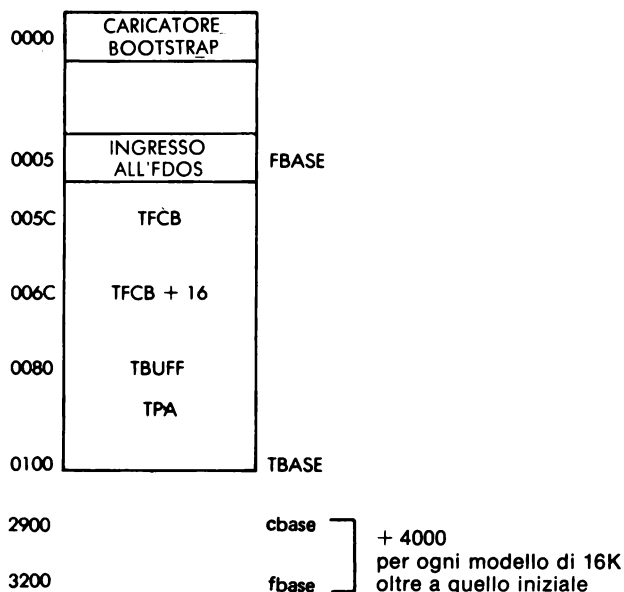 0000 CARICATORE
BOOTSTRAP
0005 INGRESSO
ALL'FDOS FBASE
005C TFCB
006C TFCB + 16
0080 TBUFF
TPA
0100 TBASE
2900 cbase
+ 4000
per ogni modello di 16K
3200 fbase oltre a quello iniziale